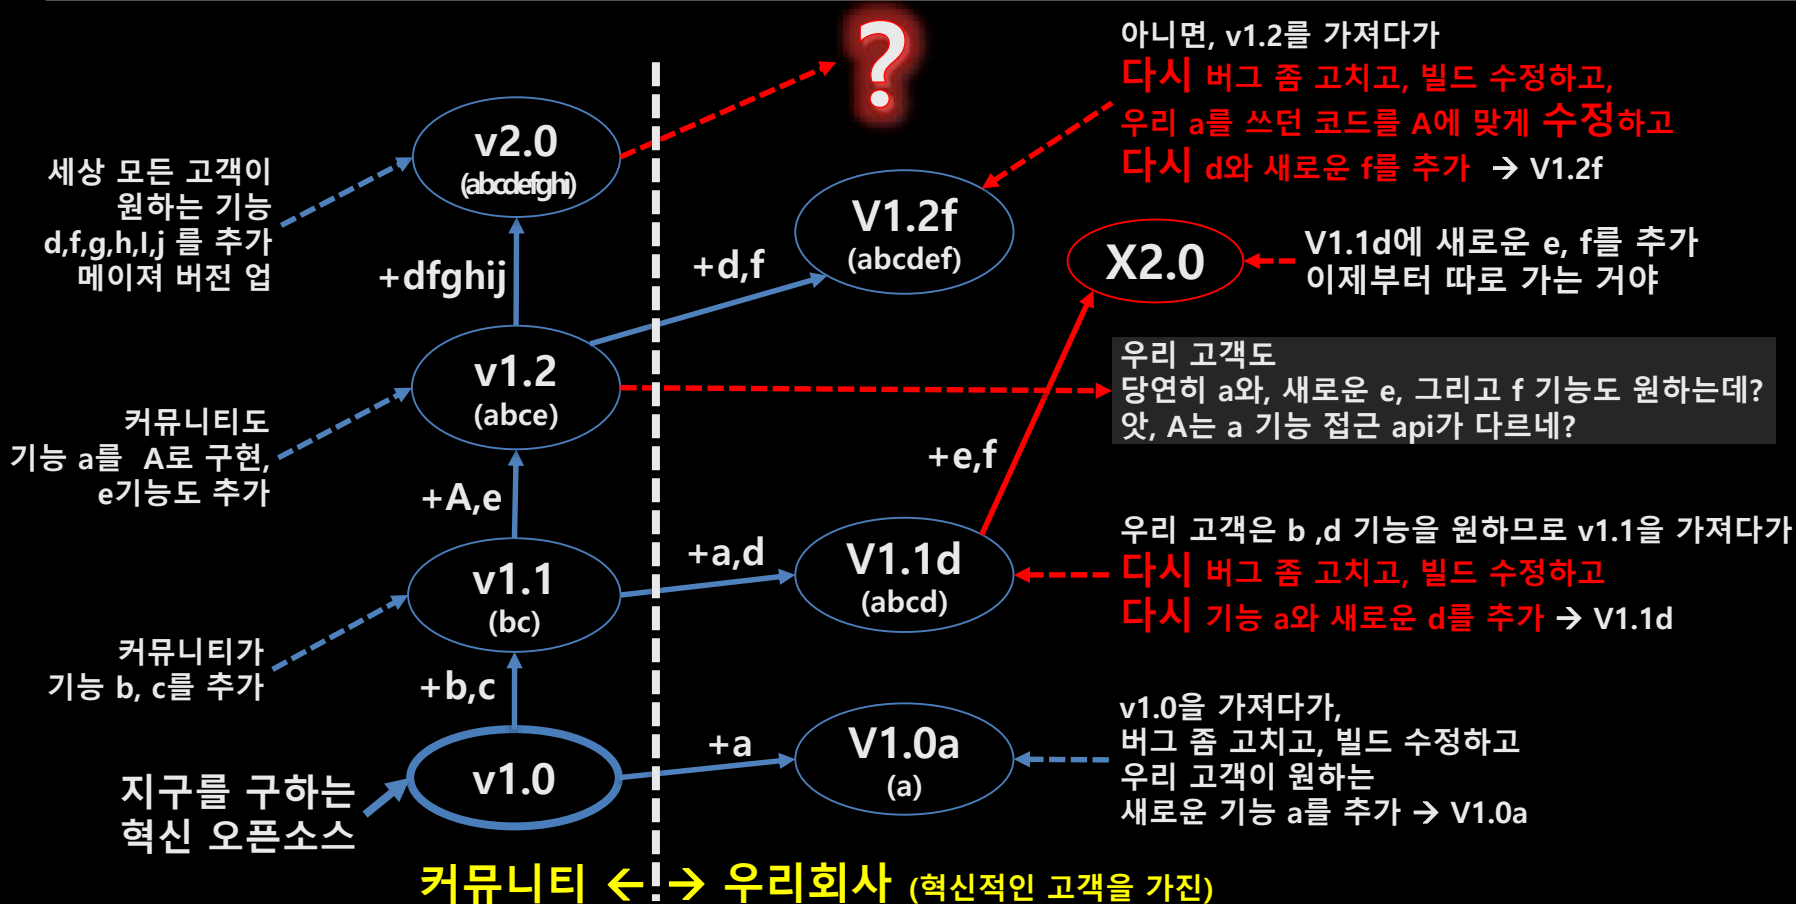 아니면, v1.2를 가져다가
다시 버그 좀 고치고, 빌드 수정하고,
우리 a를 쓰던 코드를 A에 맞게 수정하고
다시 d와 새로운 f를 추가 → V1.2f
?
v2.0
(abcdefghi)
세상 모든 고객이
원하는 기능
d,f,g,h,I,j 를 추가
메이져 버전 업
+dfghij
+d,f
V1.2f
(abcdef)
X2.0
V1.1d에 새로운 e, f를 추가
이제부터 따로 가는 거야
v1.2
(abce)
우리 고객도
당연히 a와, 새로운 e, 그리고 f 기능도 원하는데?
앗, A는 a 기능 접근 api가 다르네?
커뮤니티도
기능 a를 A로 구현,
e기능도 추가
+A,e
+e,f
v1.1
(bc)
+a,d
V1.1d
(abcd)
우리 고객은 b ,d 기능을 원하므로 v1.1을 가져다가
다시 버그 좀 고치고, 빌드 수정하고
다시 기능 a와 새로운 d를 추가 → V1.1d
커뮤니티가
기능 b, c를 추가
+b,c
v1.0
+a
V1.0a
(a)
v1.0을 가져다가,
버그 좀 고치고, 빌드 수정하고
우리 고객이 원하는
새로운 기능 a를 추가 → V1.0a
지구를 구하는
혁신 오픈소스
커뮤니티 ← → 우리회사 (혁신적인 고객을 가진)